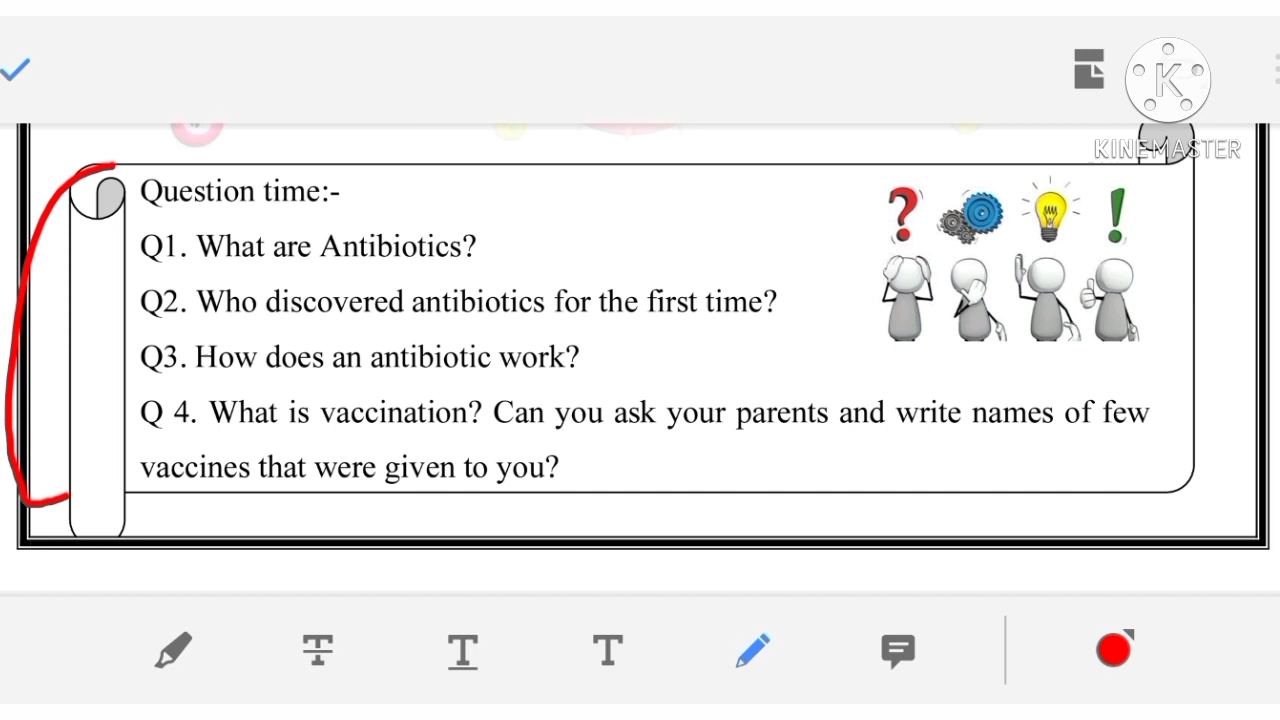 K
KINEMASTER
Question time:-
Q1. What are Antibiotics?
Q2. Who discovered antibiotics for the first time?
Q3. How does an antibiotic work?
Q 4. What is vaccination? Can you ask your parents and write names of few
vaccines that were given to you?